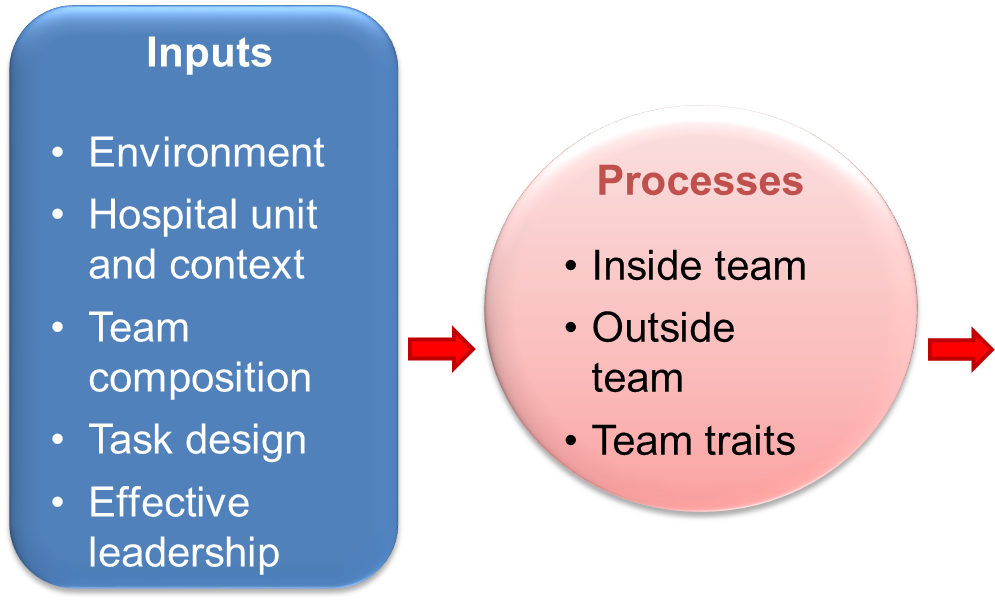 Inputs
• Environment
• Hospital unit
and context
• Team
composition
• Task design
• Effective
leadership
Processes
• Inside team
• Outside
team
• Team traits